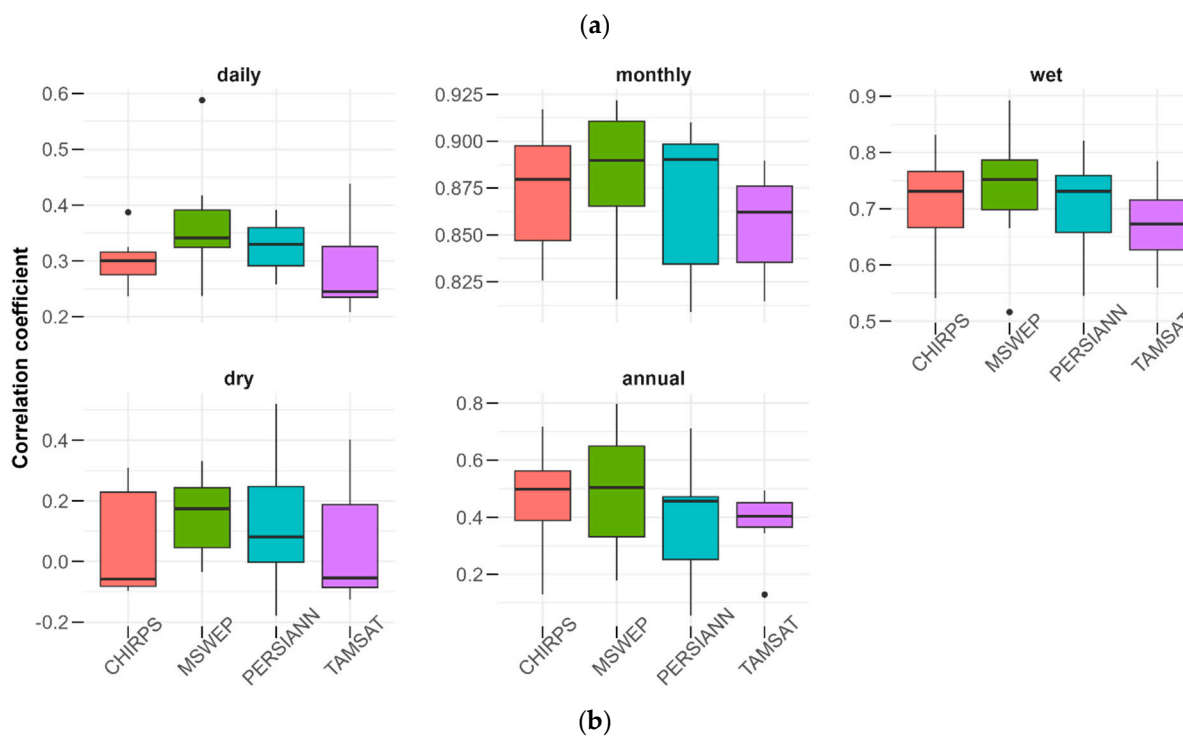 (a)
daily
monthly
wet
0.6
0.5
0.4
0.3
0.2
0.925
0.900
0.875
0.850
0.825
0.9
0.8
0.7
0.6
0.5
CHIRPS
MSWEP
PERSIANN
TAMSAT
dry
annual
Correlation coefficient
0.4
0.2
0.0
-0.2
0.8
0.6
0.4
0.2
CHIRPS
MSWEP
PERSIANN
TAMSAT
CHIRPS
MSWEP
PERSIANN
TAMSAT
(b)